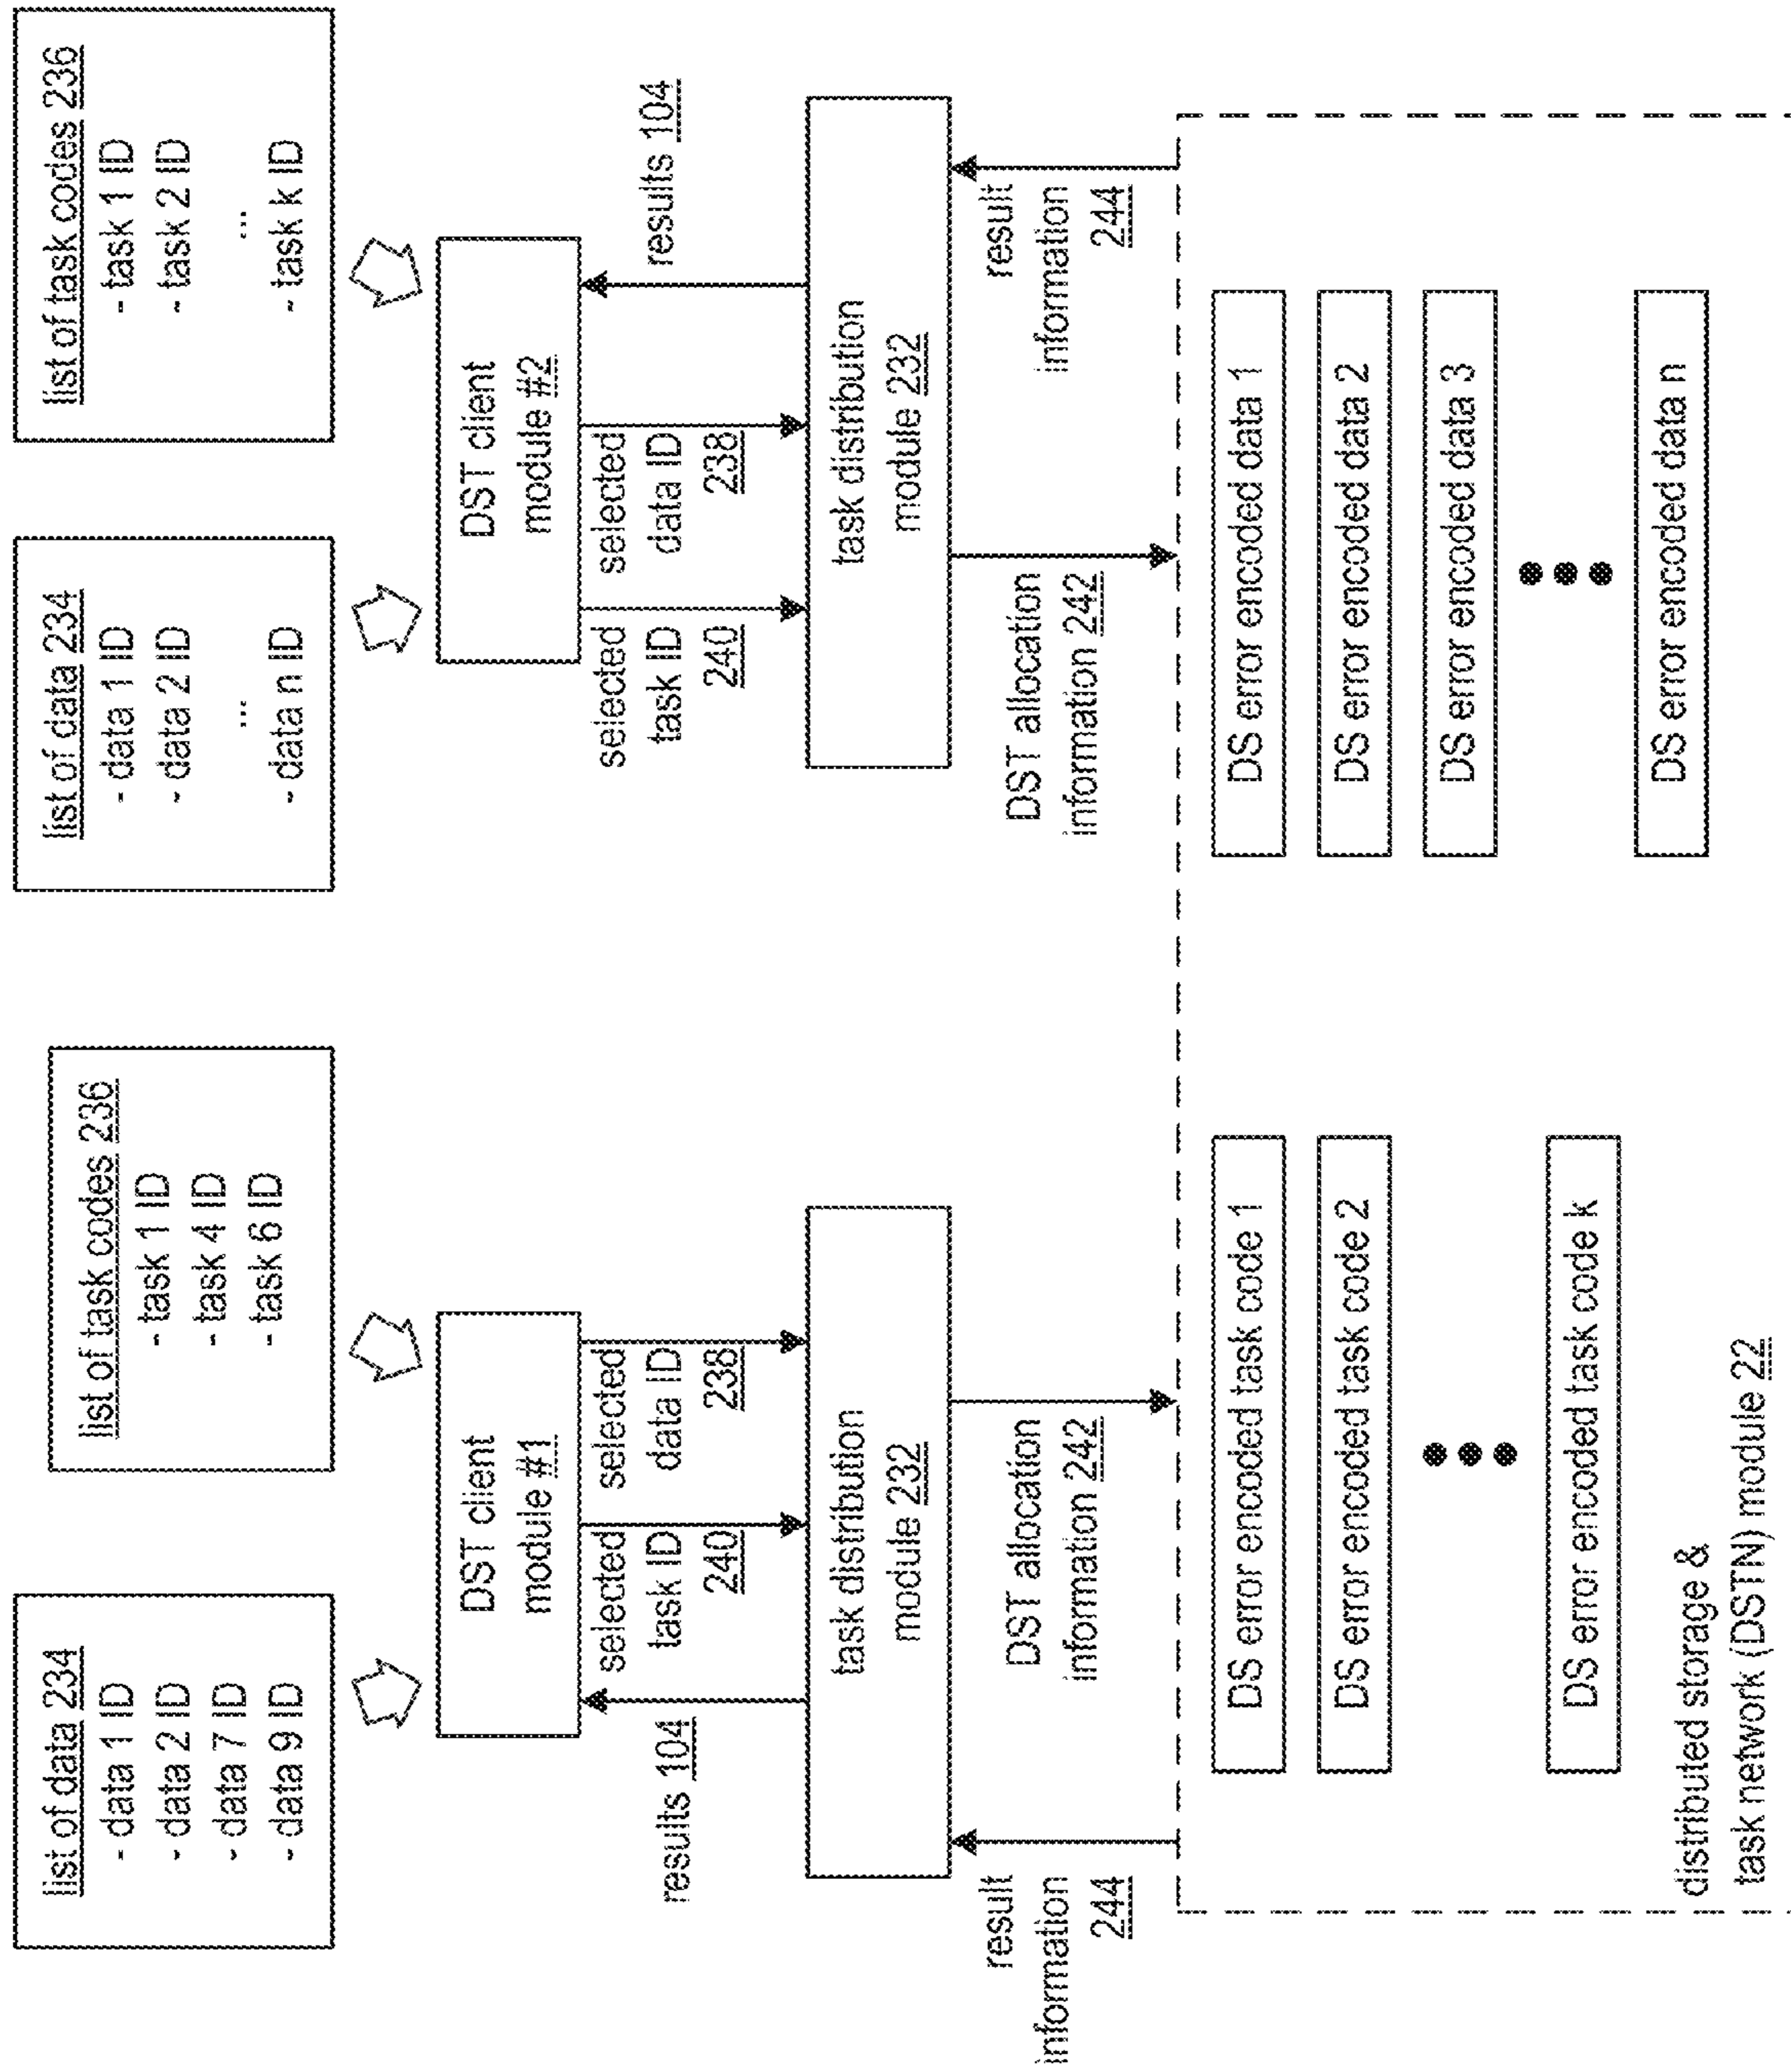 list of data 234
- data 1 ID
- data 2 ID
- data 7 ID
- data 9 ID
list of task codes 236
- task 1 ID
- task 4 ID
- task 6 ID
list of data 234
- data 1 ID
- data 2 ID
...
- data n ID
list of task codes 236
- task 1 ID
- task 2 ID
...
- task k ID
DST client
module #1
DST client
module #2
results 104
selected
task ID
240
selected
data ID
238
selected
task ID
240
selected
data ID
238
results 104
task distribution
module 232
task distribution
module 232
result
information
244
DST allocation
information 242
DST allocation
information 242
result
information
244
DS error encoded task code 1
DS error encoded task code 2
DS error encoded task code k
DS error encoded data 1
DS error encoded data 2
DS error encoded data 3
DS error encoded data n
distributed storage &
task network (DSTN) module 22